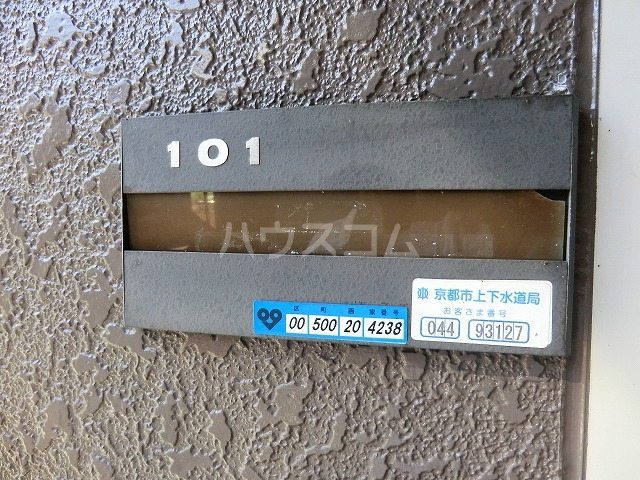 101
ハウスコム
京都市上下水道局
お客さま番号
044 93127
区 町 画 家番号
00 500 20 4238